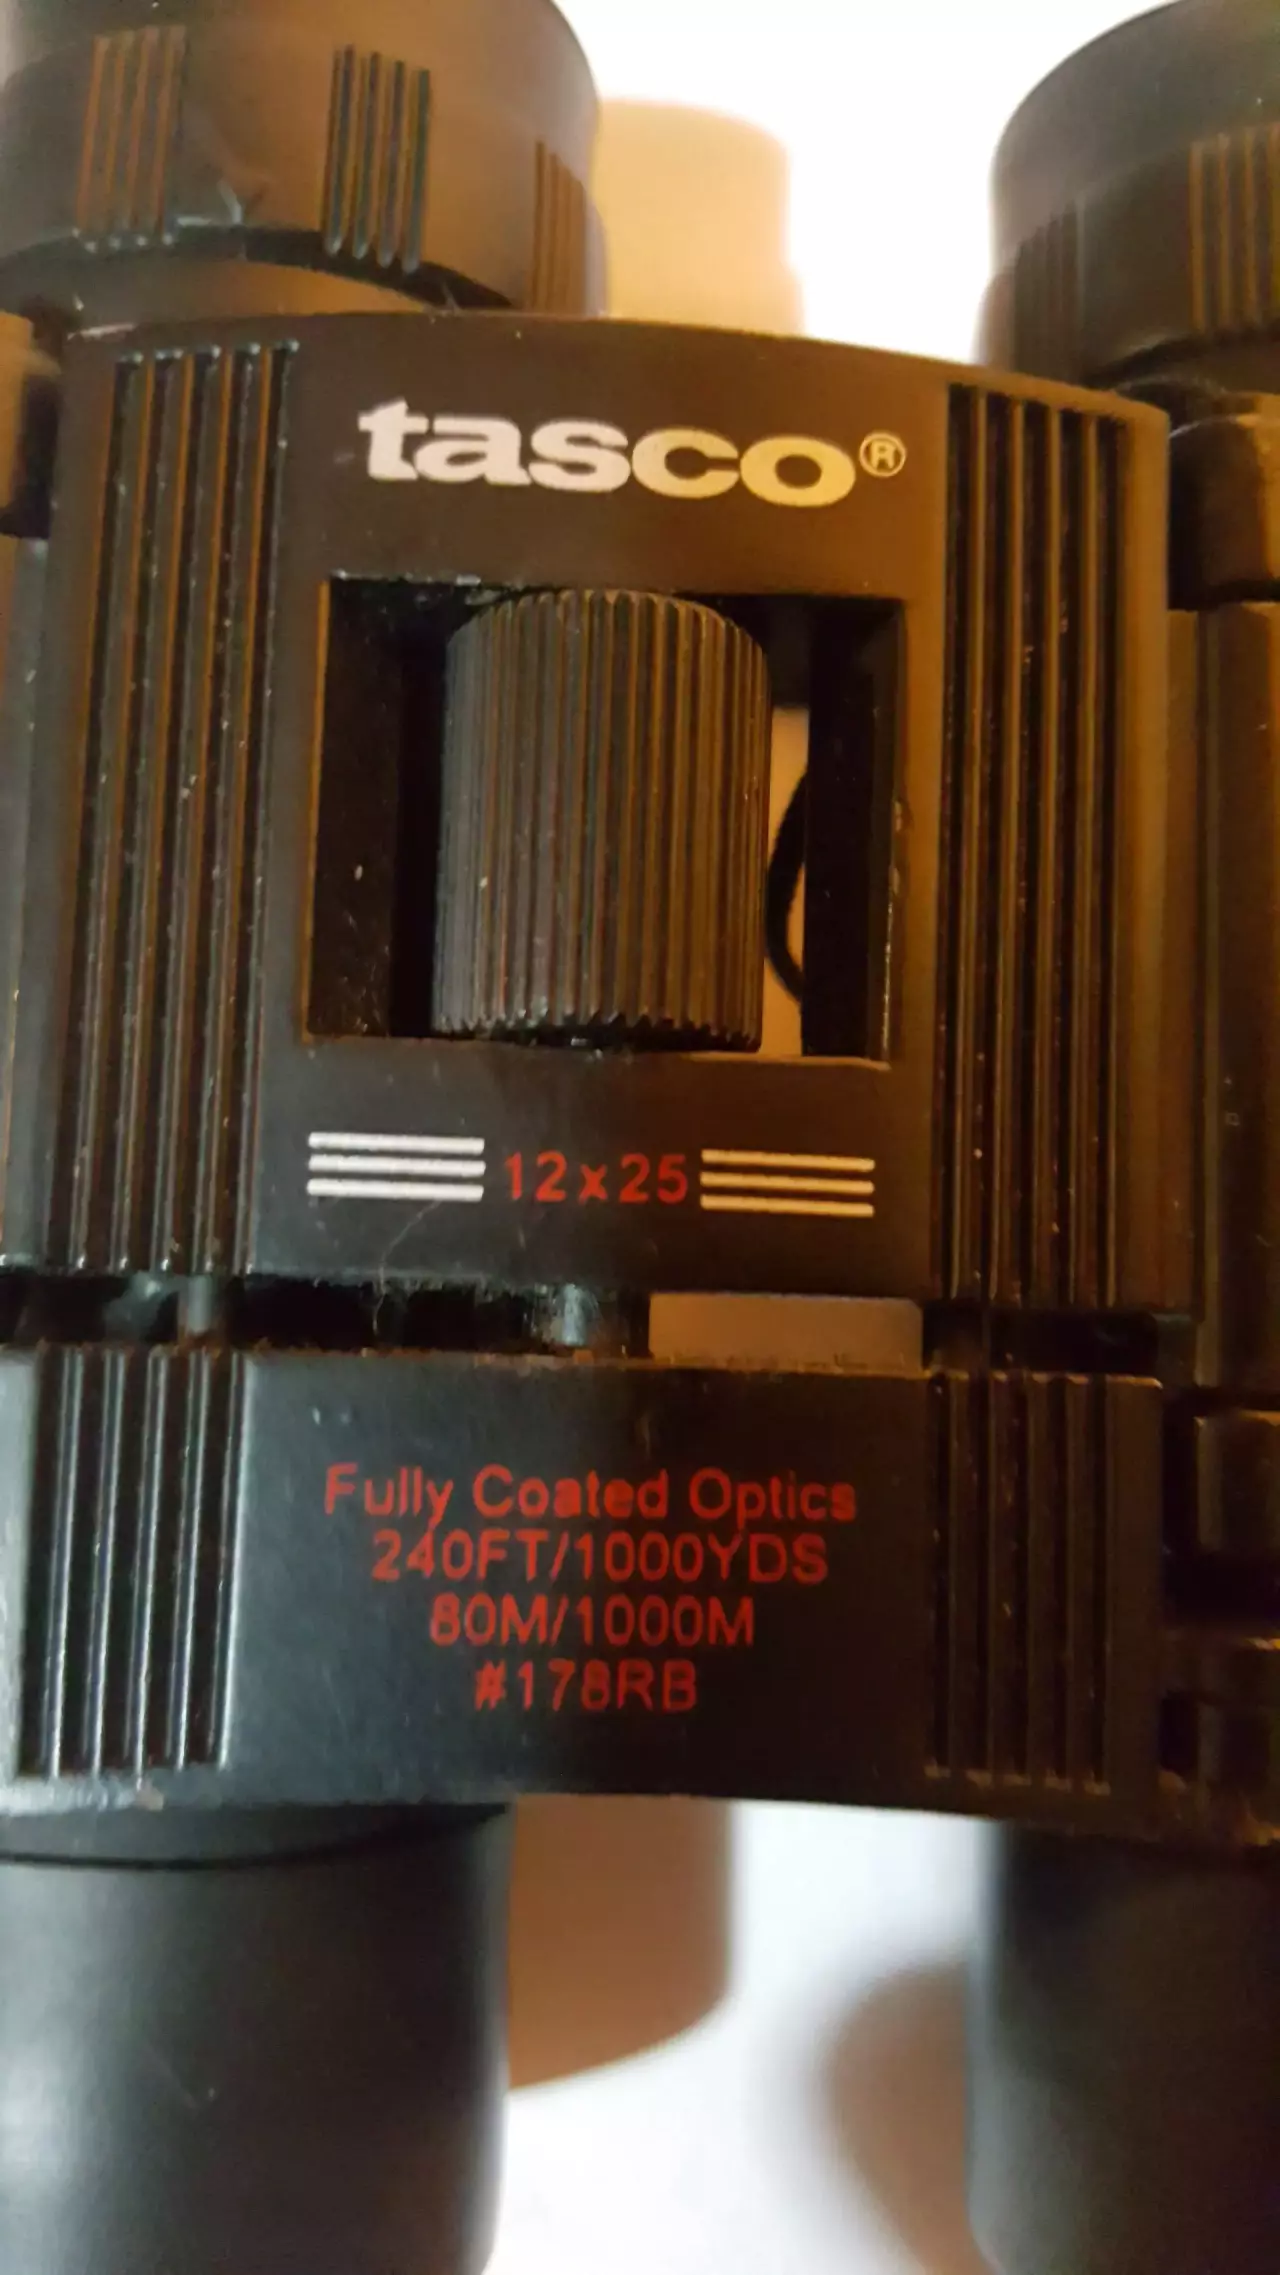 tasco®
12x25
Fully Coated Optics
240FT/1000YDS
80M/1000M
#178RB